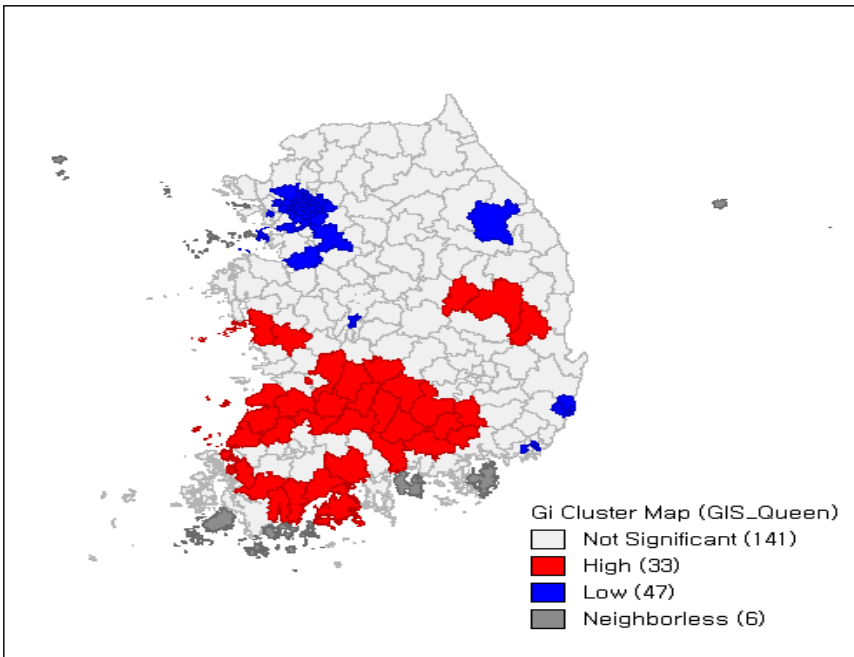 Gi Cluster Map (GIS_Queen)
Not Significant (141)
High (33)
Low (47)
Neighborless (6)